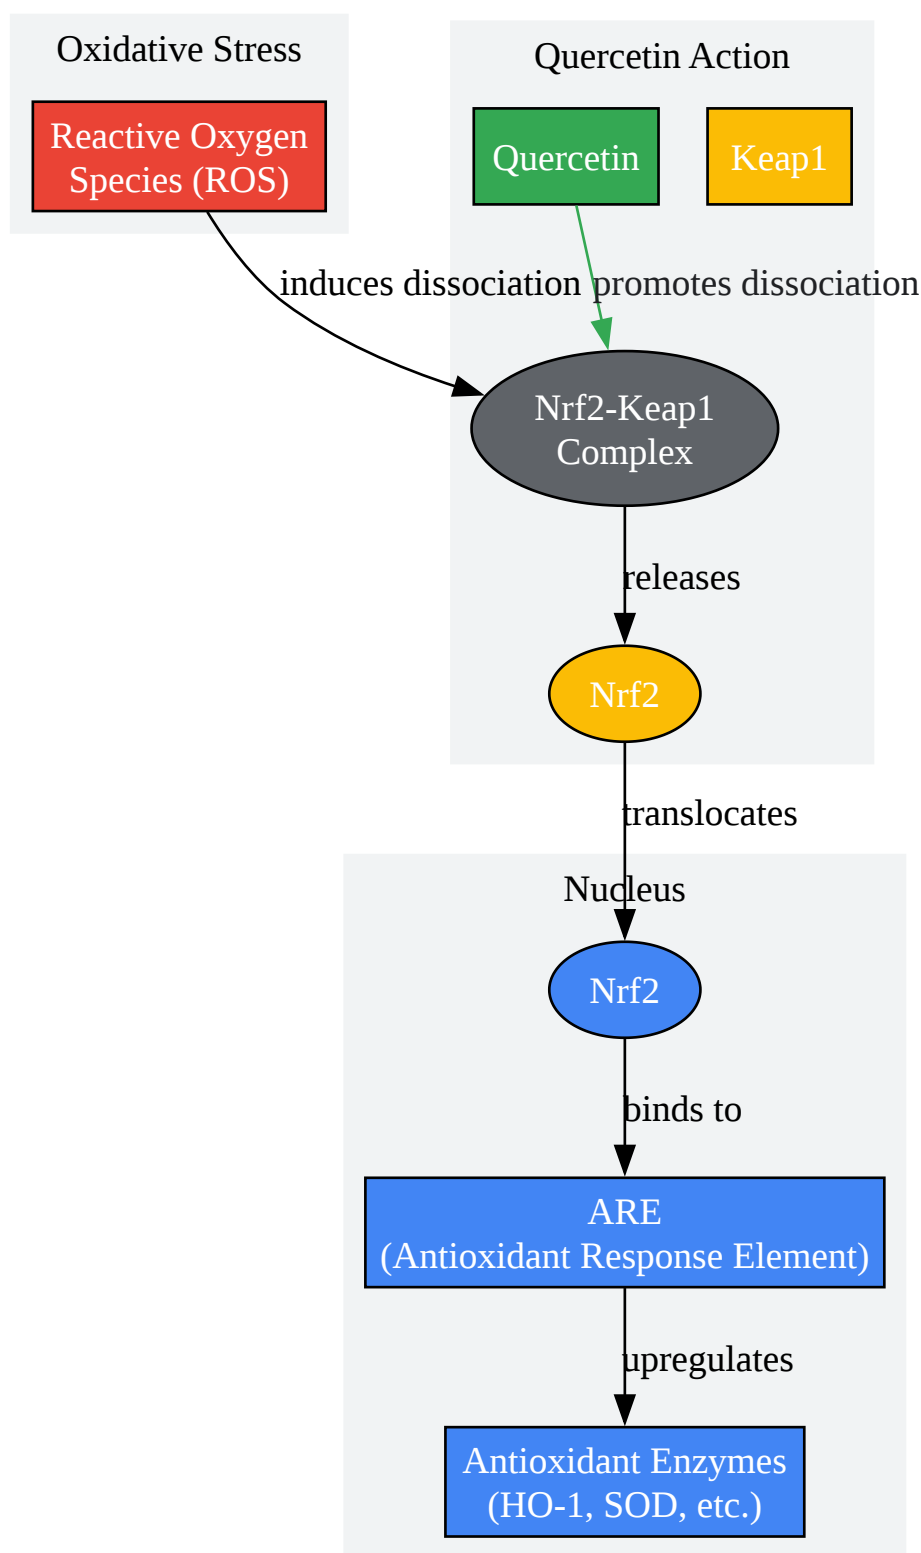 Oxidative Stress
Quercetin Action
Reactive Oxygen
Species (ROS)
Quercetin
Keap1
induces dissociation
promotes dissociation
Nrf2-Keap1
Complex
releases
Nrf2
translocates
Nucleus
Nrf2
binds to
ARE
(Antioxidant Response Element)
upregulates
Antioxidant Enzymes
(HO-1, SOD, etc.)